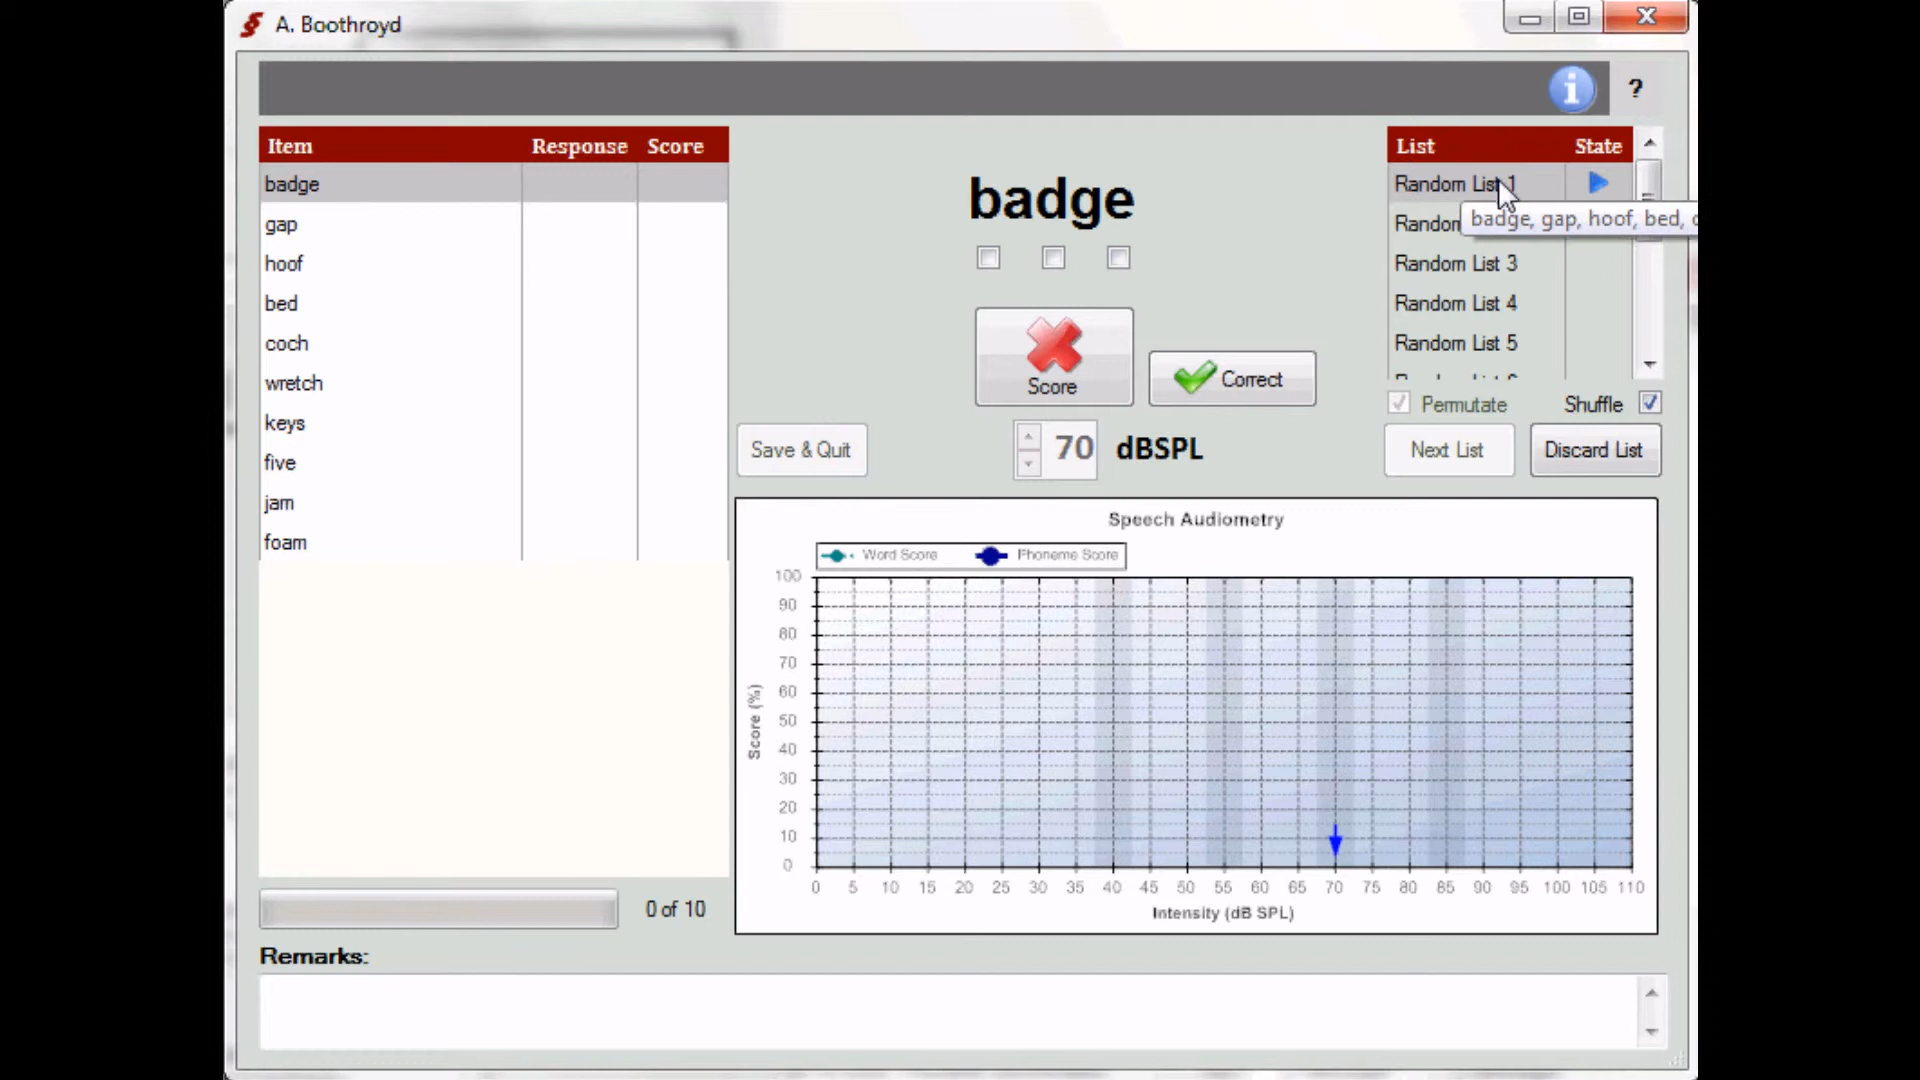 A. Boothroyd
?
Item Response Score
badge
gap
hoof
bed
coch
wretch
keys
five
jam
foam
0 of 10
badge
Score
Correct
Save & Quit
70 dBSPL
List State
Random List 1
badge, gap, hoof, bed,
Random
Random List 3
Random List 4
Random List 5
Permutate Shuffle
Next List Discard List
Speech Audiometry
Word Score Phoneme Score
100
90
80
70
60
50
40
30
20
10
0
Score (%)
0 5 10 15 20 25 30 35 40 45 50 55 60 65 70 75 80 85 90 95 100 105 110
Intensity (dB SPL)
Remarks: